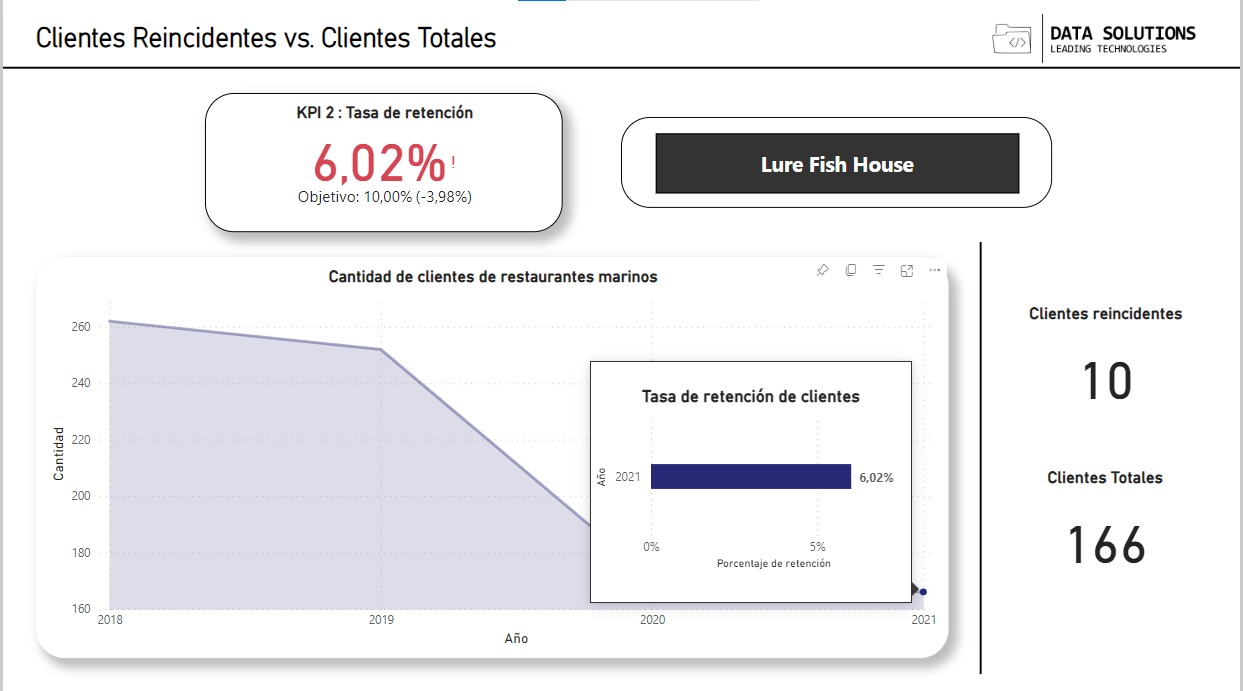 Clientes Reincidentes vs. Clientes Totales
DATA SOLUTIONS
LEADING TECHNOLOGIES
</>
KPI 2 : Tasa de retención
6,02% !
Objetivo: 10,00% (-3,98%)
Lure Fish House
Cantidad de clientes de restaurantes marinos
Cantidad
260
240
220
200
180
160
2018
2019
2020
2021
Año
Tasa de retención de clientes
Año
2021
6,02%
0%
5%
Porcentaje de retención
Clientes reincidentes
10
Clientes Totales
166